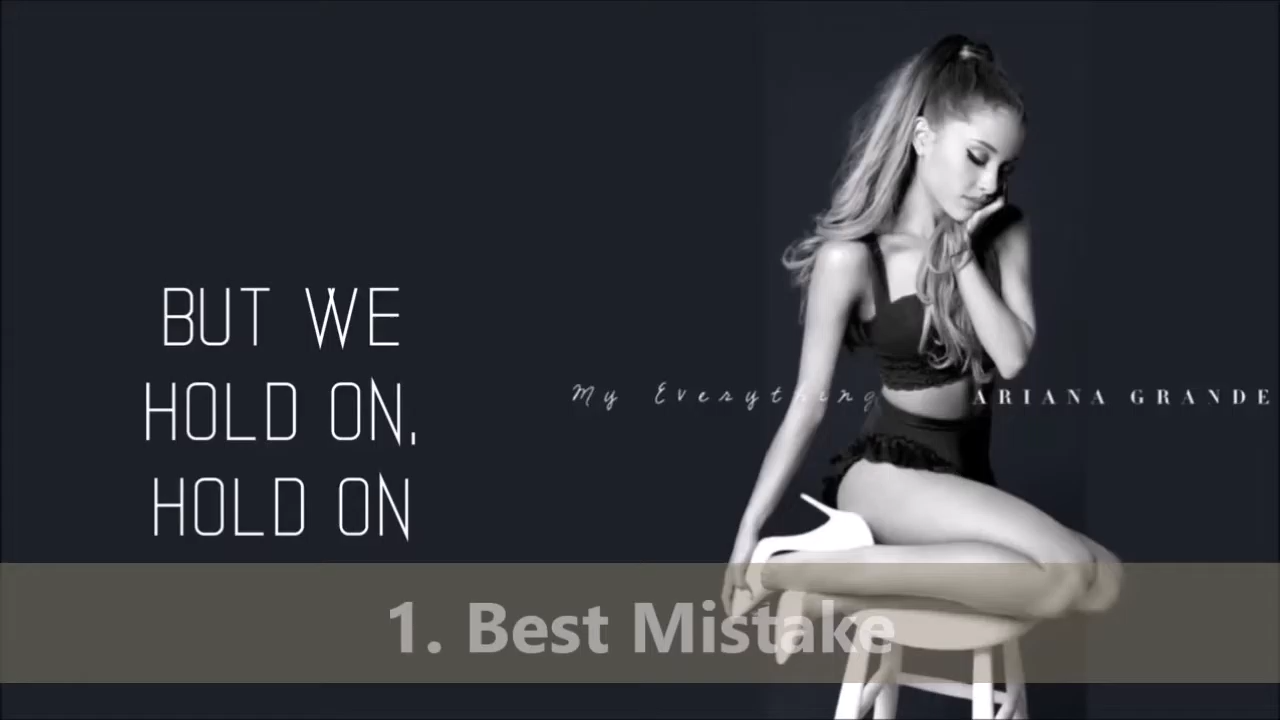 BUT WE
HOLD ON,
HOLD ON
My Everything ARIANA GRANDE
1. Best Mistake